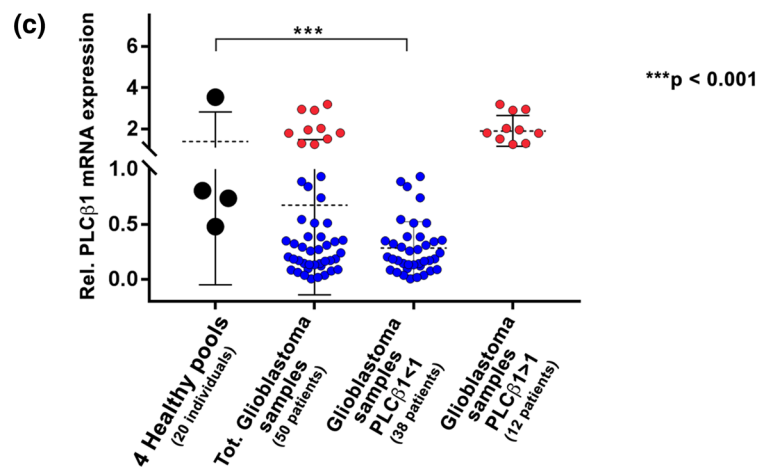 (c)
Rel. PLCβ1 mRNA expression
6
4
2
1.0
0.5
0.0
***
***p < 0.001
4 Healthy pools
(20 individuals)
Tot. Glioblastoma
samples
(50 patients)
Glioblastoma
samples
PLCβ1<1
(38 patients)
Glioblastoma
samples
PLCβ1>1
(12 patients)